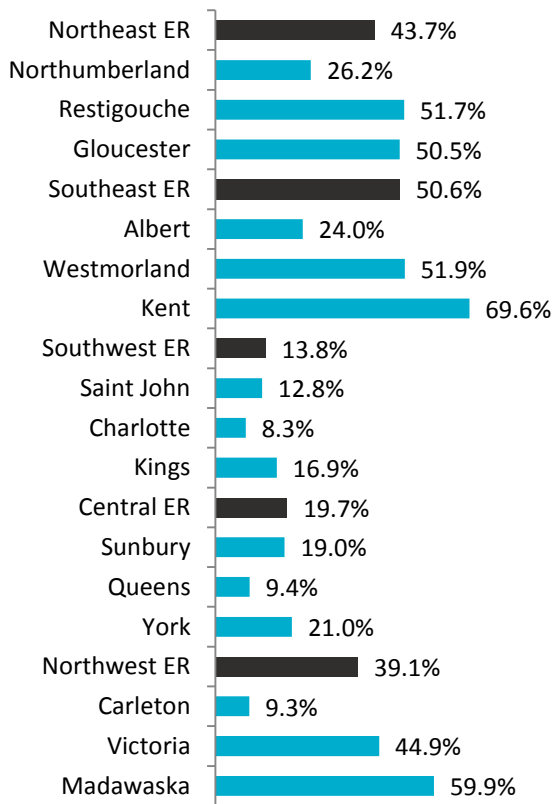 Northeast ER 43.7%
Northumberland 26.2%
Restigouche 51.7%
Gloucester 50.5%
Southeast ER 50.6%
Albert 24.0%
Westmorland 51.9%
Kent 69.6%
Southwest ER 13.8%
Saint John 12.8%
Charlotte 8.3%
Kings 16.9%
Central ER 19.7%
Sunbury 19.0%
Queens 9.4%
York 21.0%
Northwest ER 39.1%
Carleton 9.3%
Victoria 44.9%
Madawaska 59.9%